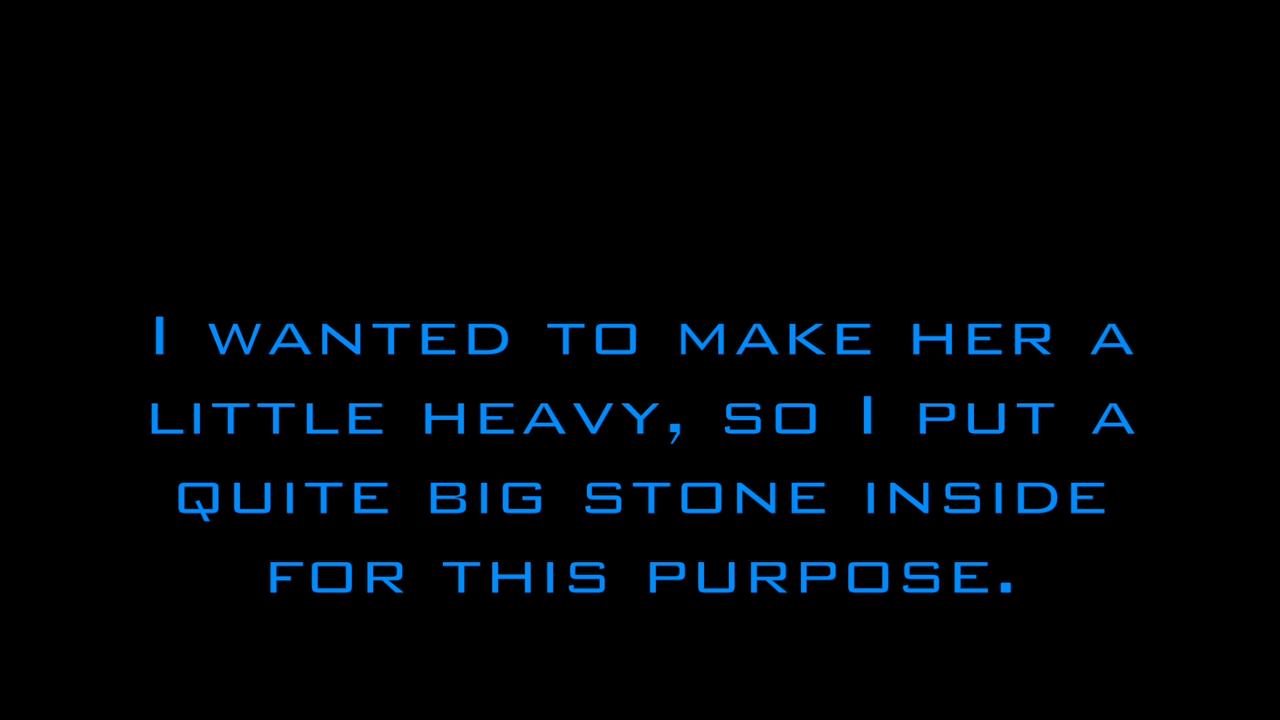 I WANTED TO MAKE HER A
LITTLE HEAVY, SO I PUT A
QUITE BIG STONE INSIDE
FOR THIS PURPOSE.